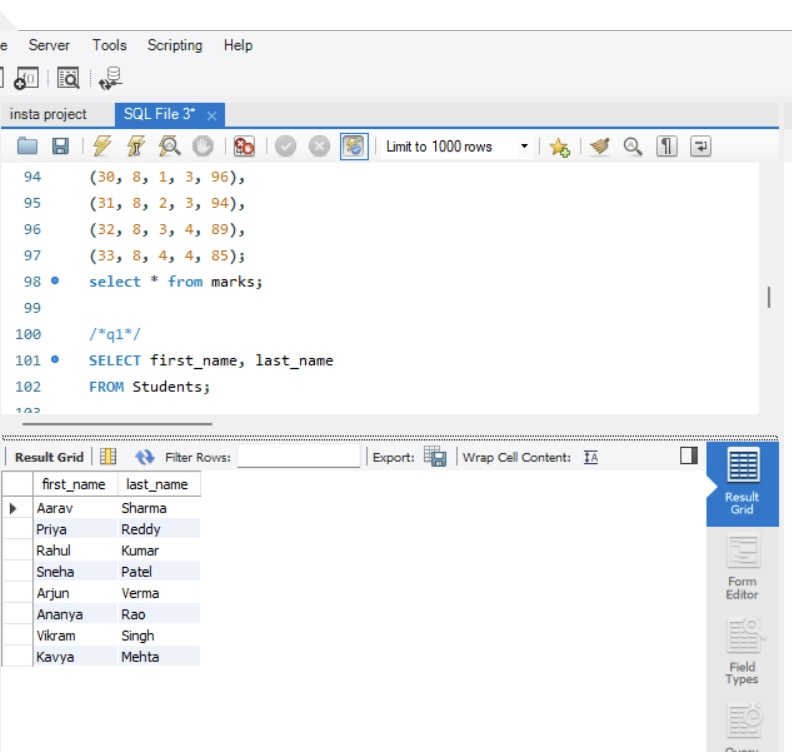 Server Tools Scripting Help
insta project SQL File 3*
Limit to 1000 rows
94 (30, 8, 1, 3, 96),
95 (31, 8, 2, 3, 94),
96 (32, 8, 3, 4, 89),
97 (33, 8, 4, 4, 85);
98 select * from marks;
99
100 /*q1*/
101 SELECT first_name, last_name
102 FROM Students;
103
Result Grid Filter Rows: Export: Wrap Cell Content:
first_name last_name
Aarav Sharma
Priya Reddy
Rahul Kumar
Sneha Patel
Arjun Verma
Ananya Rao
Vikram Singh
Kavya Mehta
Result
Grid
Form
Editor
Field
Types